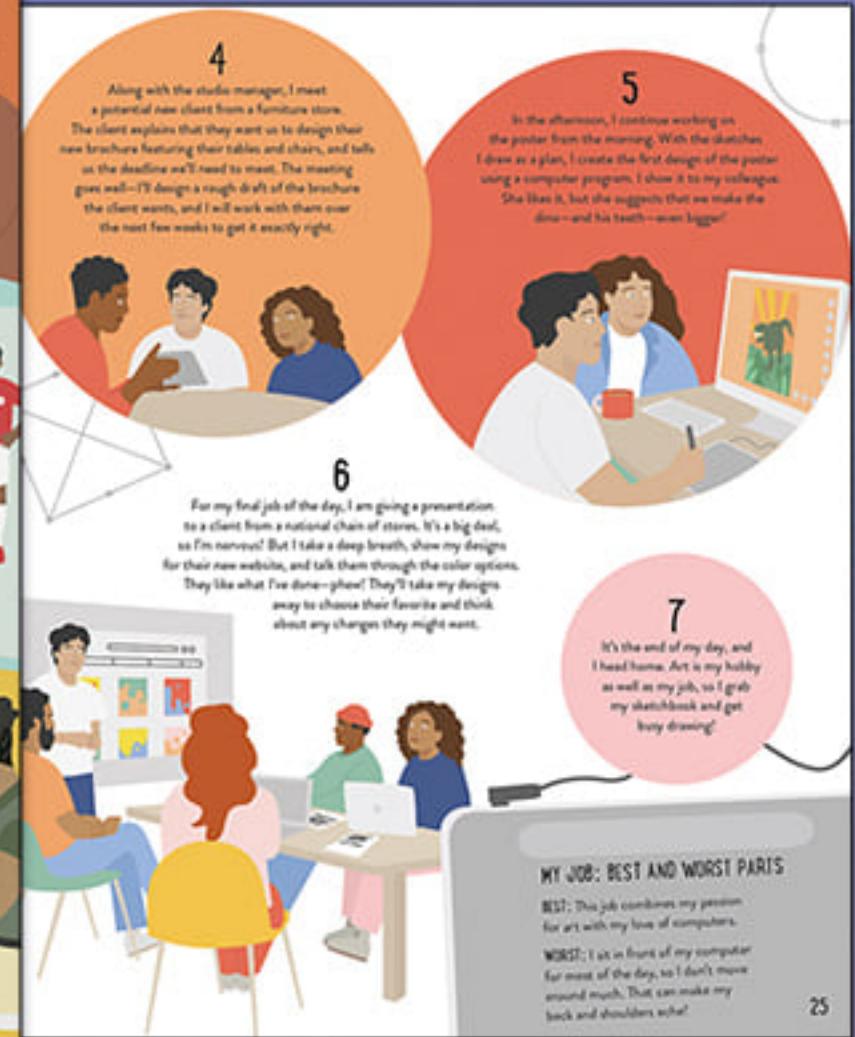 4
Along with the studio manager, I meet
a potential new client from a furniture store.
The client explains that they want us to design their
new brochure featuring their tables and chairs, and tells
us the deadline we'll need to meet. The meeting
goes well—I'll design a rough draft of the brochure
the client wants, and I will work with them over
the next few weeks to get it exactly right.
5
In the afternoon, I continue working on
the poster from the morning. With the sketches
I drew as a plan, I create the first design of the poster
using a computer program. I show it to my colleague.
She likes it, but she suggests that we make the
dino—and his teeth—even bigger!
6
For my final job of the day, I am giving a presentation
to a client from a national chain of stores. It's a big deal,
so I'm nervous! But I take a deep breath, show my designs
for their new website, and talk them through the color options.
They like what I've done—phew! They'll take my designs
away to choose their favorite and think
about any changes they might want.
7
It's the end of my day, and
I head home. Art is my hobby
as well as my job, so I grab
my sketchbook and get
busy drawing!
MY JOB: BEST AND WORST PARTS
BEST: This job combines my passion
for art with my love of computers.
WORST: I sit in front of my computer
for most of the day, so I don't move
around much. That can make my
back and shoulders ache!
25